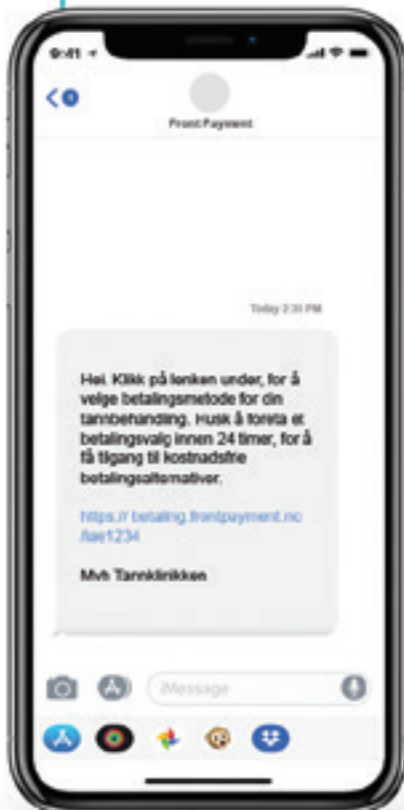 9:41
Front Payment
Today 2:31 PM
Hei. Klikk på lenken under, for å
velge betalingsmetode for din
tannbehandling. Husk å foreta et
betalingsvalg innen 24 timer, for å
få tilgang til kostnadsfrie
betalingsalternativer.
https:// betaling.frontpayment.no
Mvh Tannklinikken
iMessage